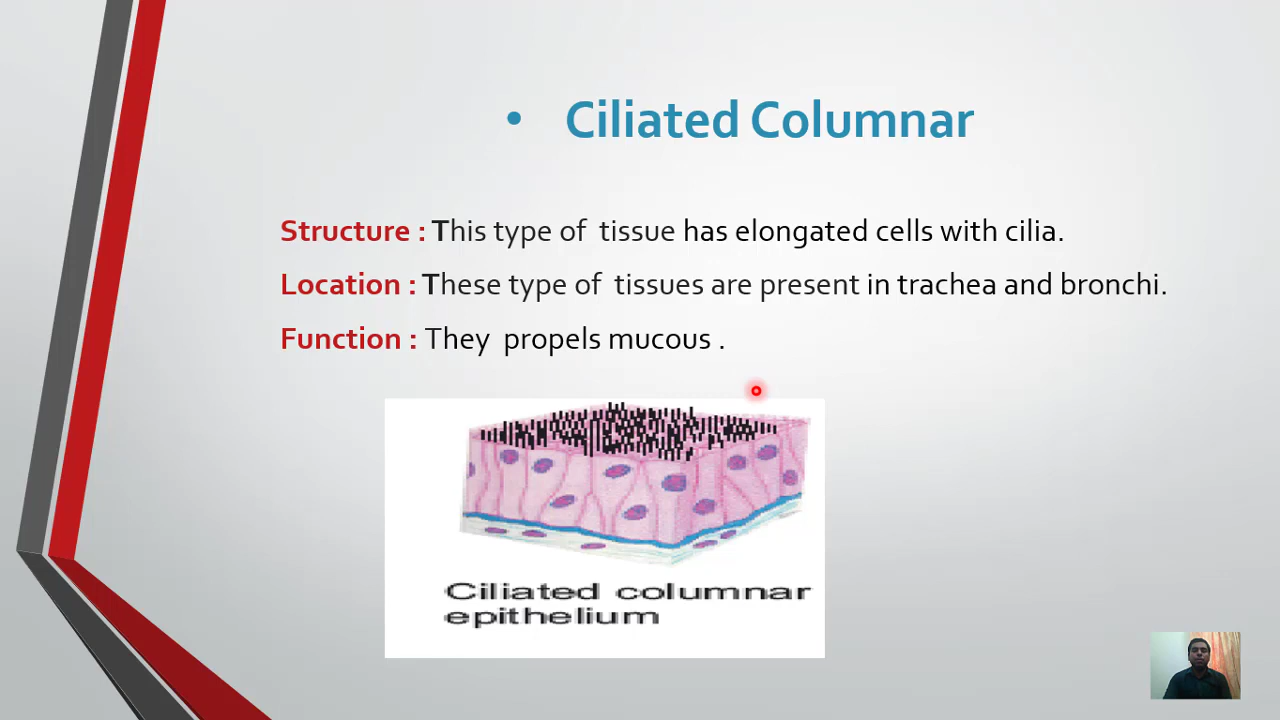 • Ciliated Columnar
Structure : This type of tissue has elongated cells with cilia.
Location : These type of tissues are present in trachea and bronchi.
Function : They propels mucous .
Ciliated columnar
epithelium